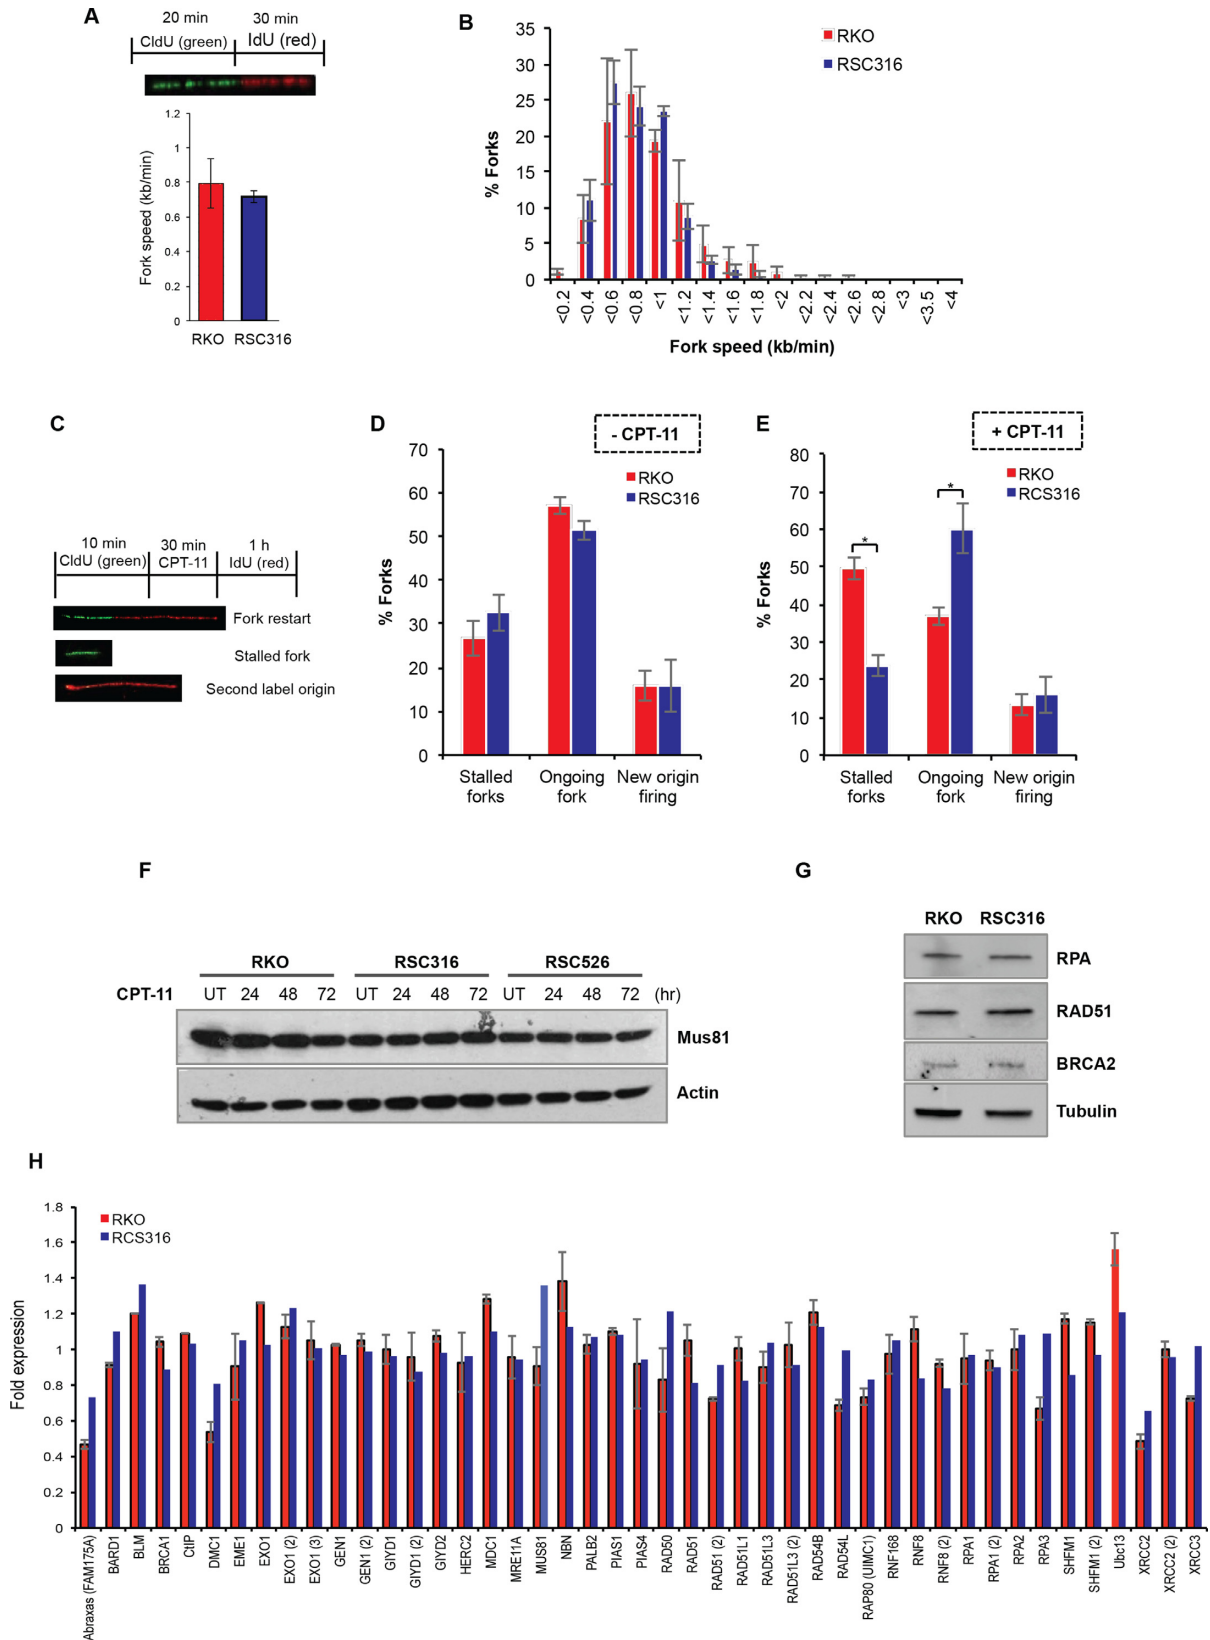 A
20 min 30 min
CldU (green) IdU (red)
1.2
1
0.8
0.6
0.4
0.2
0
Fork speed (kb/min)
RKO RSC316
B
35
30
25
20
15
10
5
0
% Forks
RKO
RSC316
<0.2 <0.4 <0.6 <0.8 <1 <1.2 <1.4 <1.6 <1.8 <2 <2.2 <2.4 <2.6 <2.8 <3 <3.5 <4
Fork speed (kb/min)
C
10 min 30 min 1 h
CldU (green) CPT-11 IdU (red)
Fork restart
Stalled fork
Second label origin
D
- CPT-11
RKO
RSC316
70
60
50
40
30
20
10
0
% Forks
Stalled forks
Ongoing fork
New origin firing
E
+ CPT-11
RKO
RCS316
80
70
60
50
40
30
20
10
0
% Forks
*
*
Stalled forks
Ongoing fork
New origin firing
F
RKO RSC316 RSC526
CPT-11 UT 24 48 72 UT 24 48 72 UT 24 48 72 (hr)
Mus81
Actin
G
RKO RSC316
RPA
RAD51
BRCA2
Tubulin
H
1.8
1.6
1.4
1.2
1
0.8
0.6
0.4
0.2
0
Fold expression
RKO
RCS316
Abraxas (FAM175A)
BARD1
BLM
BRCA1
CtIP
DMC1
EME1
EXO1
EXO1 (2)
EXO1 (3)
GEN1
GEN1 (2)
GIYD1
GIYD1 (2)
GIYD2
HERC2
MDC1
MRE11A
MUS81
NBN
PALB2
PIAS1
PIAS4
RAD50
RAD51
RAD51 (2)
RAD51L1
RAD51L3
RAD51L3 (2)
RAD54B
RAD54L
RAP80 (UIMC1)
RNF168
RNF8
RNF8 (2)
RPA1
RPA1 (2)
RPA2
RPA3
SHFM1
SHFM1 (2)
Ubc13
XRCC2
XRCC2 (2)
XRCC3